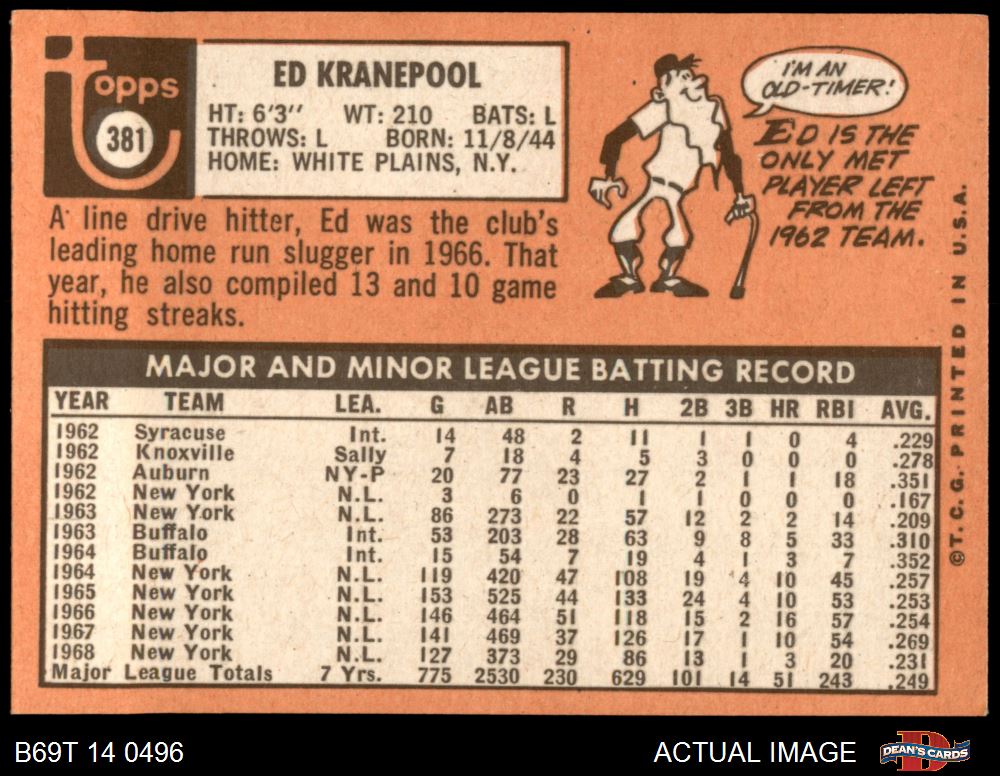 Topps
381
ED KRANEPOOL
HT: 6'3" WT: 210 BATS: L
THROWS: L BORN: 11/8/44
HOME: WHITE PLAINS, N.Y.
A line drive hitter, Ed was the club's
leading home run slugger in 1966. That
year, he also compiled 13 and 10 game
hitting streaks.
I'M AN
OLD-TIMER!
ED IS THE
ONLY MET
PLAYER LEFT
FROM THE
1962 TEAM.
MAJOR AND MINOR LEAGUE BATTING RECORD
YEAR TEAM LEA. G AB R H 2B 3B HR RBI AVG.
1962 Syracuse Int. 14 48 2 11 1 1 0 4 .229
1962 Knoxville Sally 7 18 4 5 3 0 0 0 .278
1962 Auburn NY-P 20 77 23 27 2 1 1 18 .351
1962 New York N.L. 3 6 0 1 1 0 0 0 .167
1963 New York N.L. 86 273 22 57 12 2 2 14 .209
1963 Buffalo Int. 53 203 28 63 9 8 5 33 .310
1964 Buffalo Int. 15 54 7 19 4 1 3 7 .352
1964 New York N.L. 119 420 47 108 19 4 10 45 .257
1965 New York N.L. 153 525 44 133 24 4 10 53 .253
1966 New York N.L. 146 464 51 118 15 2 16 57 .254
1967 New York N.L. 141 469 37 126 17 1 10 54 .269
1968 New York N.L. 127 373 29 86 13 1 3 20 .231
Major League Totals 7 Yrs. 775 2530 230 629 101 14 51 243 .249
©T.C.G. PRINTED IN U.S.A.
B69T 14 0496
ACTUAL IMAGE
DEAN'S CARDS